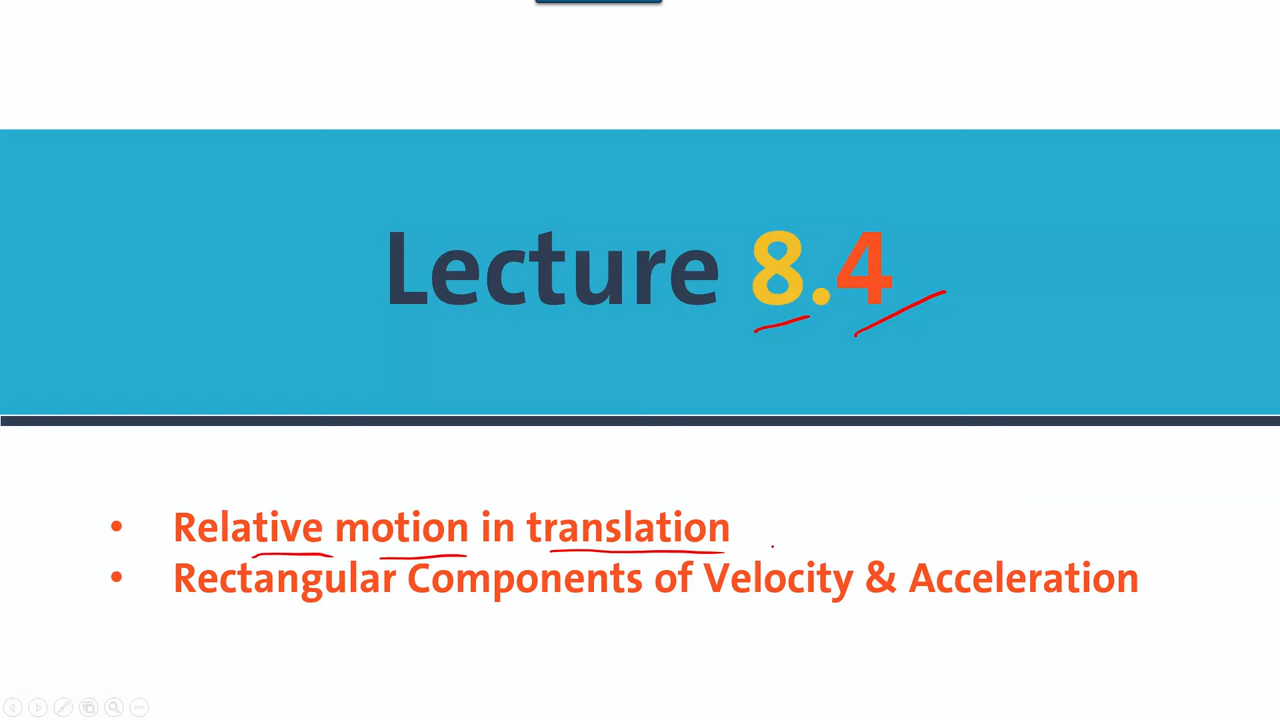 Lecture 8.4
• Relative motion in translation
• Rectangular Components of Velocity & Acceleration